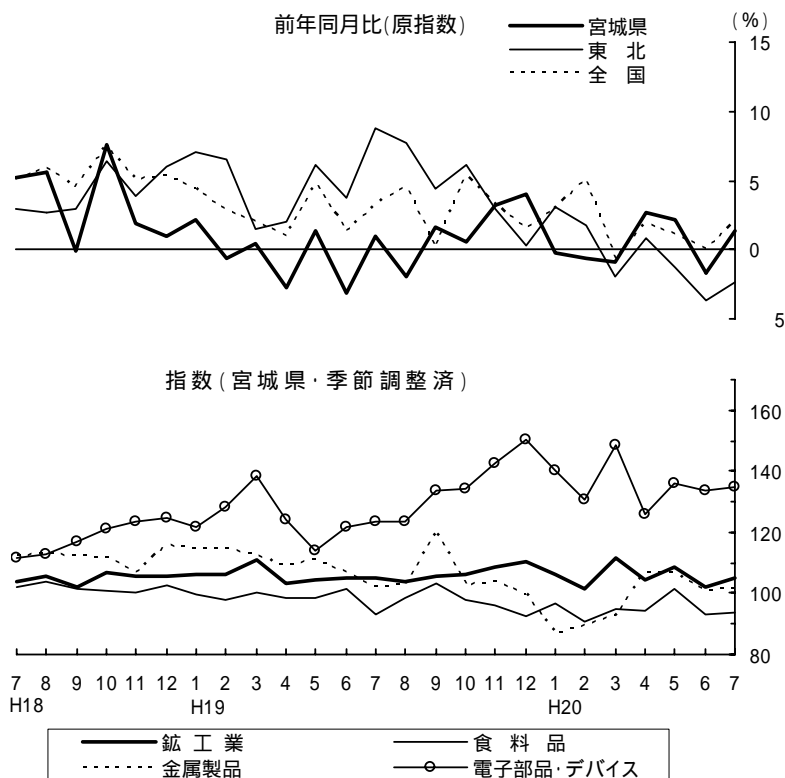 前年同月比(原指数)
(%)
宮城県
東 北
全 国
15
10
5
0
5
指数(宮城県・季節調整済)
160
140
120
100
80
7 8 9 10 11 12 1 2 3 4 5 6 7 8 9 10 11 12 1 2 3 4 5 6 7
H18 H19 H20
鉱 工 業 食 料 品
金属製品 電子部品・デバイス